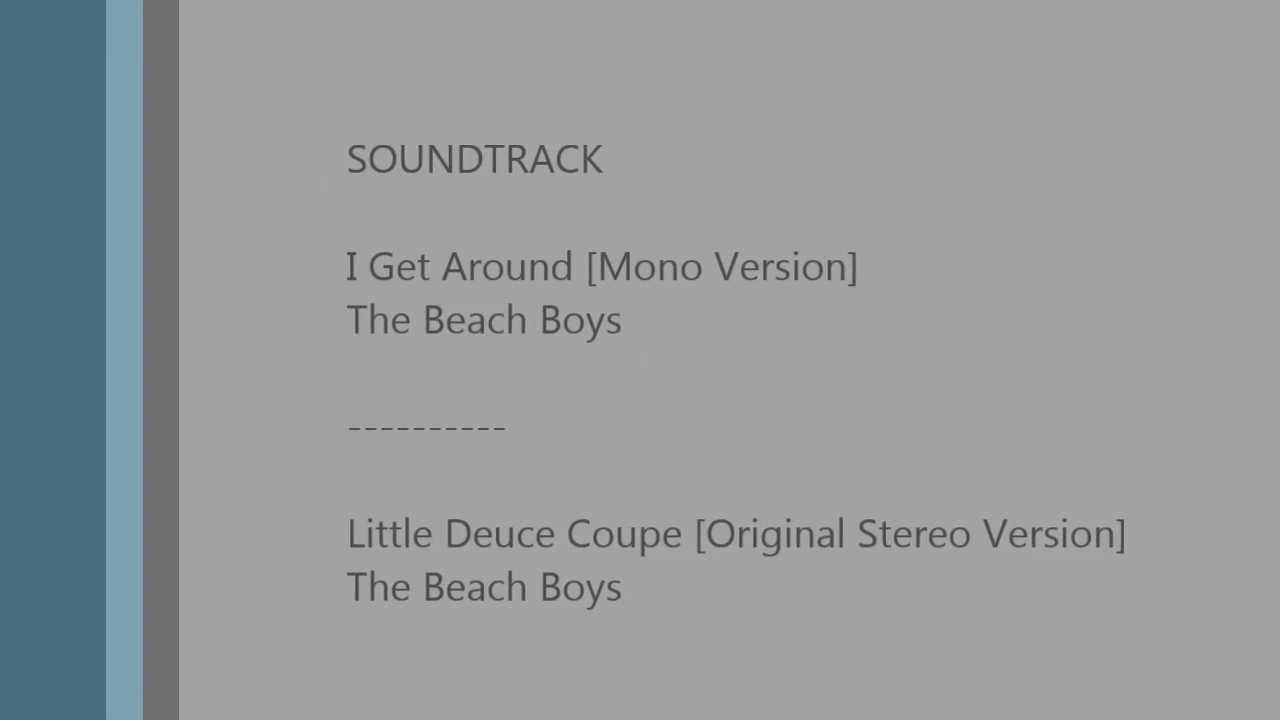 SOUNDTRACK
I Get Around [Mono Version]
The Beach Boys
----------
Little Deuce Coupe [Original Stereo Version]
The Beach Boys